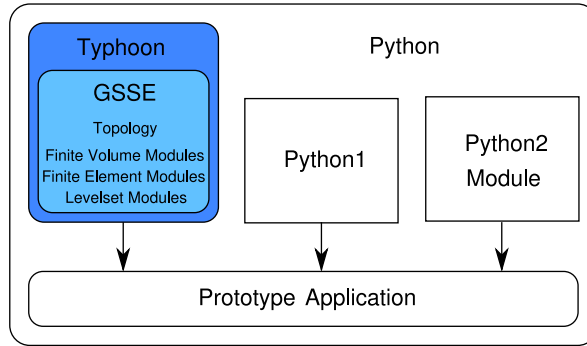 Typhoon
Python
GSSE
Topology
Finite Volume Modules
Finite Element Modules
Levelset Modules
Python1
Python2
Module
Prototype Application